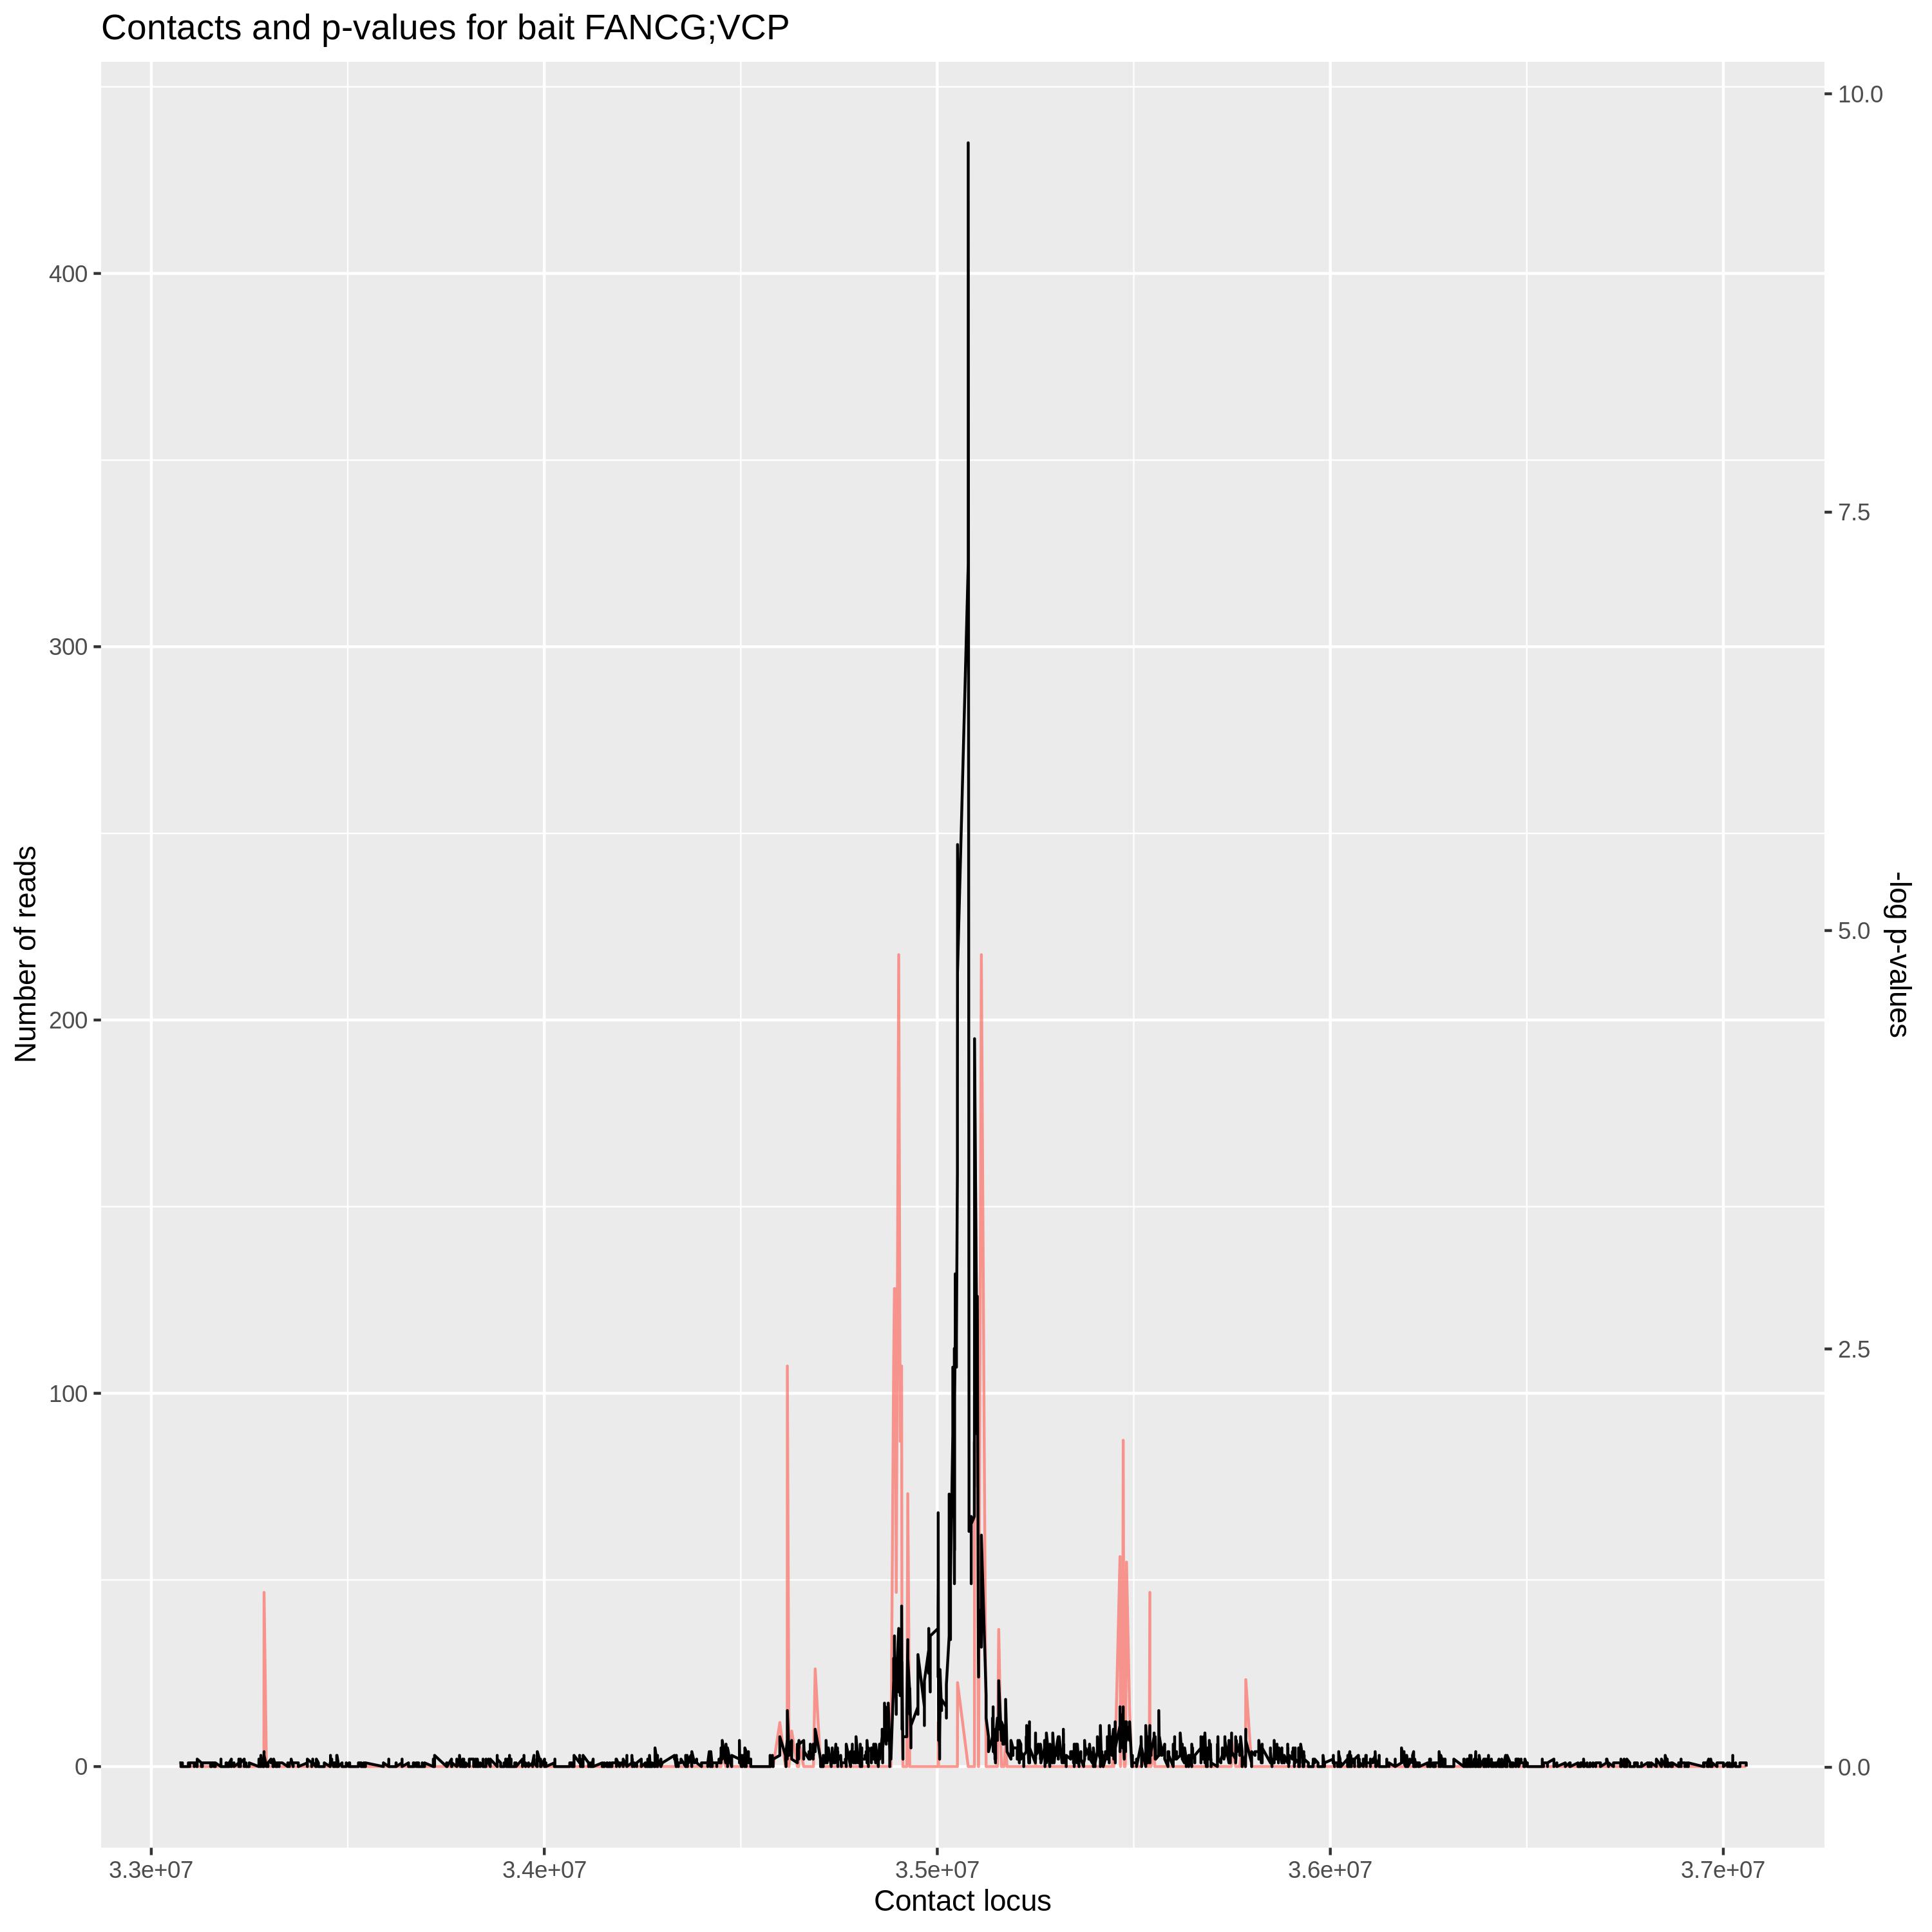 Contacts and p-values for bait FANCG;VCP
Number of reads
400
300
200
100
0
10.0
7.5
5.0
2.5
0.0
-log p-values
3.3e+07
3.4e+07
3.5e+07
3.6e+07
3.7e+07
Contact locus